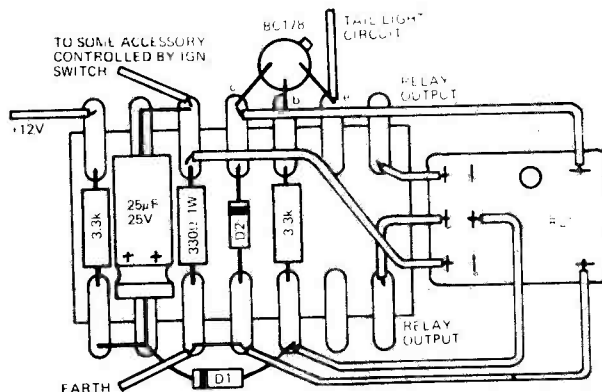 BC178
TAIL LIGHT
CIRCUIT
TO SOME ACCESSORY
CONTROLLED BY IGN
SWITCH
RELAY
OUTPUT
+12V
c
b
e
3.3k
25µF
25V
+ +
330Ω 1W
D2
3.3k
RELAY
OUTPUT
EARTH
D1